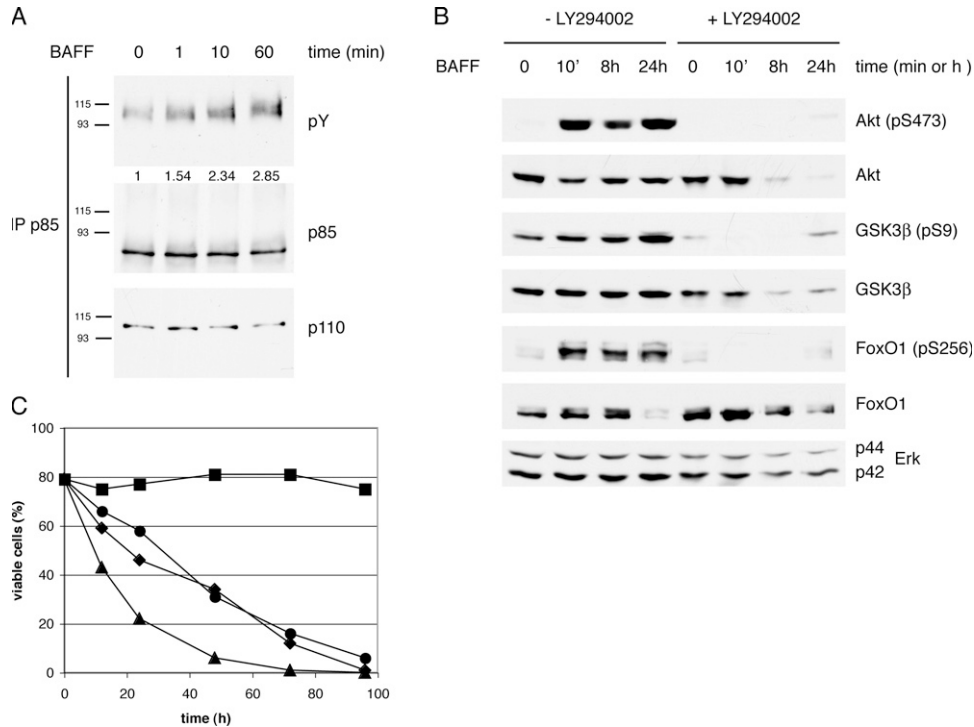 A
BAFF 0 1 10 60 time (min)
115
93
pY
1 1.54 2.34 2.85
IP p85
115
93
p85
115
93
p110
B
- LY294002 + LY294002
BAFF 0 10' 8h 24h 0 10' 8h 24h time (min or h )
Akt (pS473)
Akt
GSK3β (pS9)
GSK3β
FoxO1 (pS256)
FoxO1
p44
p42
Erk
C
100
80
60
40
20
0
viable cells (%)
0 20 40 60 80 100
time (h)